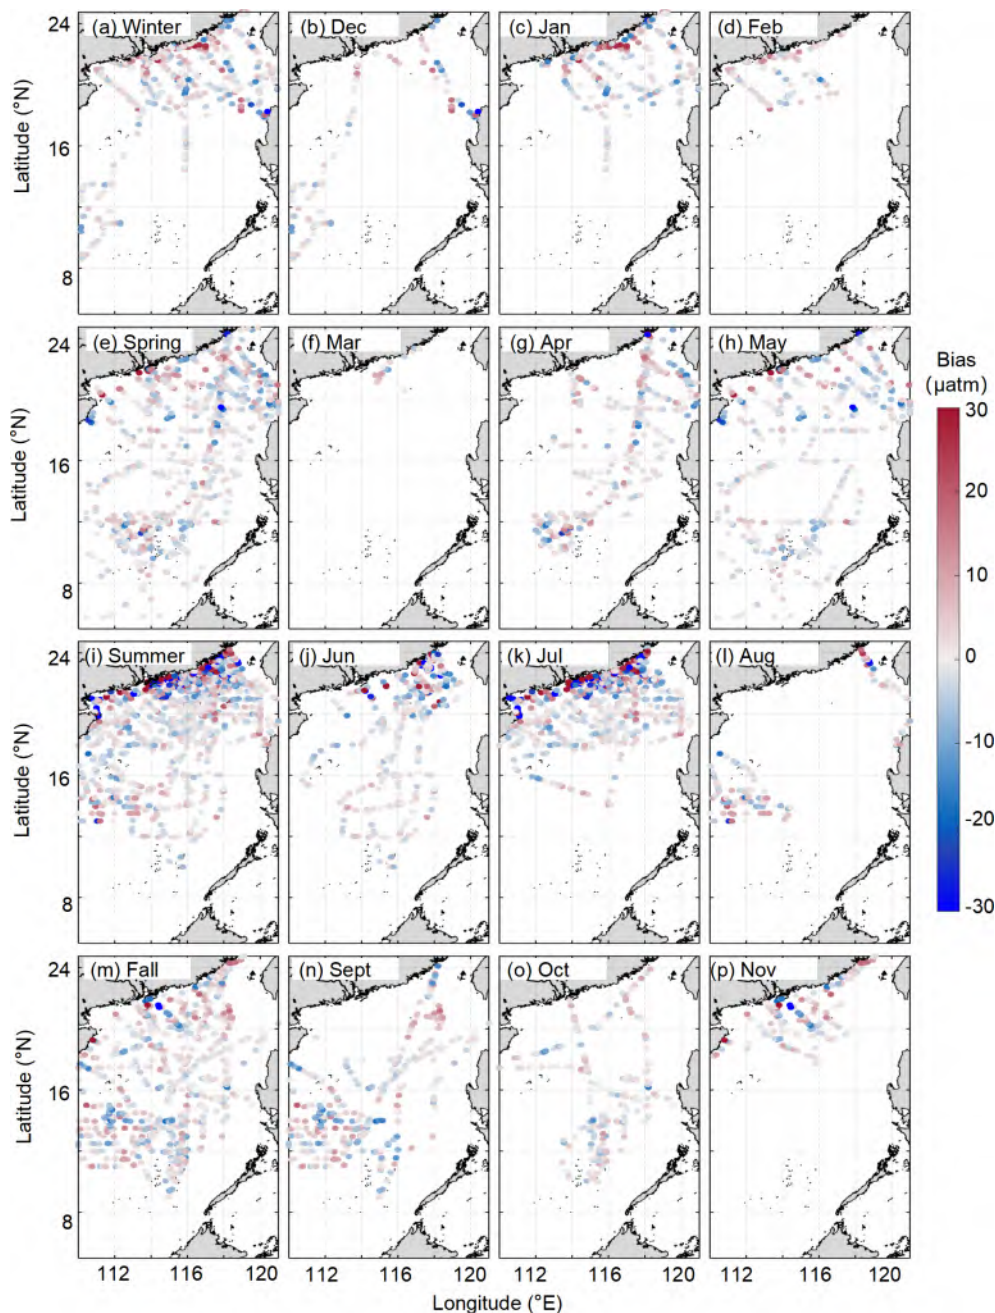 24
(a) Winter
(b) Dec
(c) Jan
(d) Feb
Latitude (°N)
16
8
24
(e) Spring
(f) Mar
(g) Apr
(h) May
Latitude (°N)
16
8
Bias
(µatm)
30
20
10
0
-10
-20
-30
24
(i) Summer
(j) Jun
(k) Jul
(l) Aug
Latitude (°N)
16
8
24
(m) Fall
(n) Sept
(o) Oct
(p) Nov
Latitude (°N)
16
8
112 116 120 112 116 120 112 116 120 112 116 120
Longitude (°E)